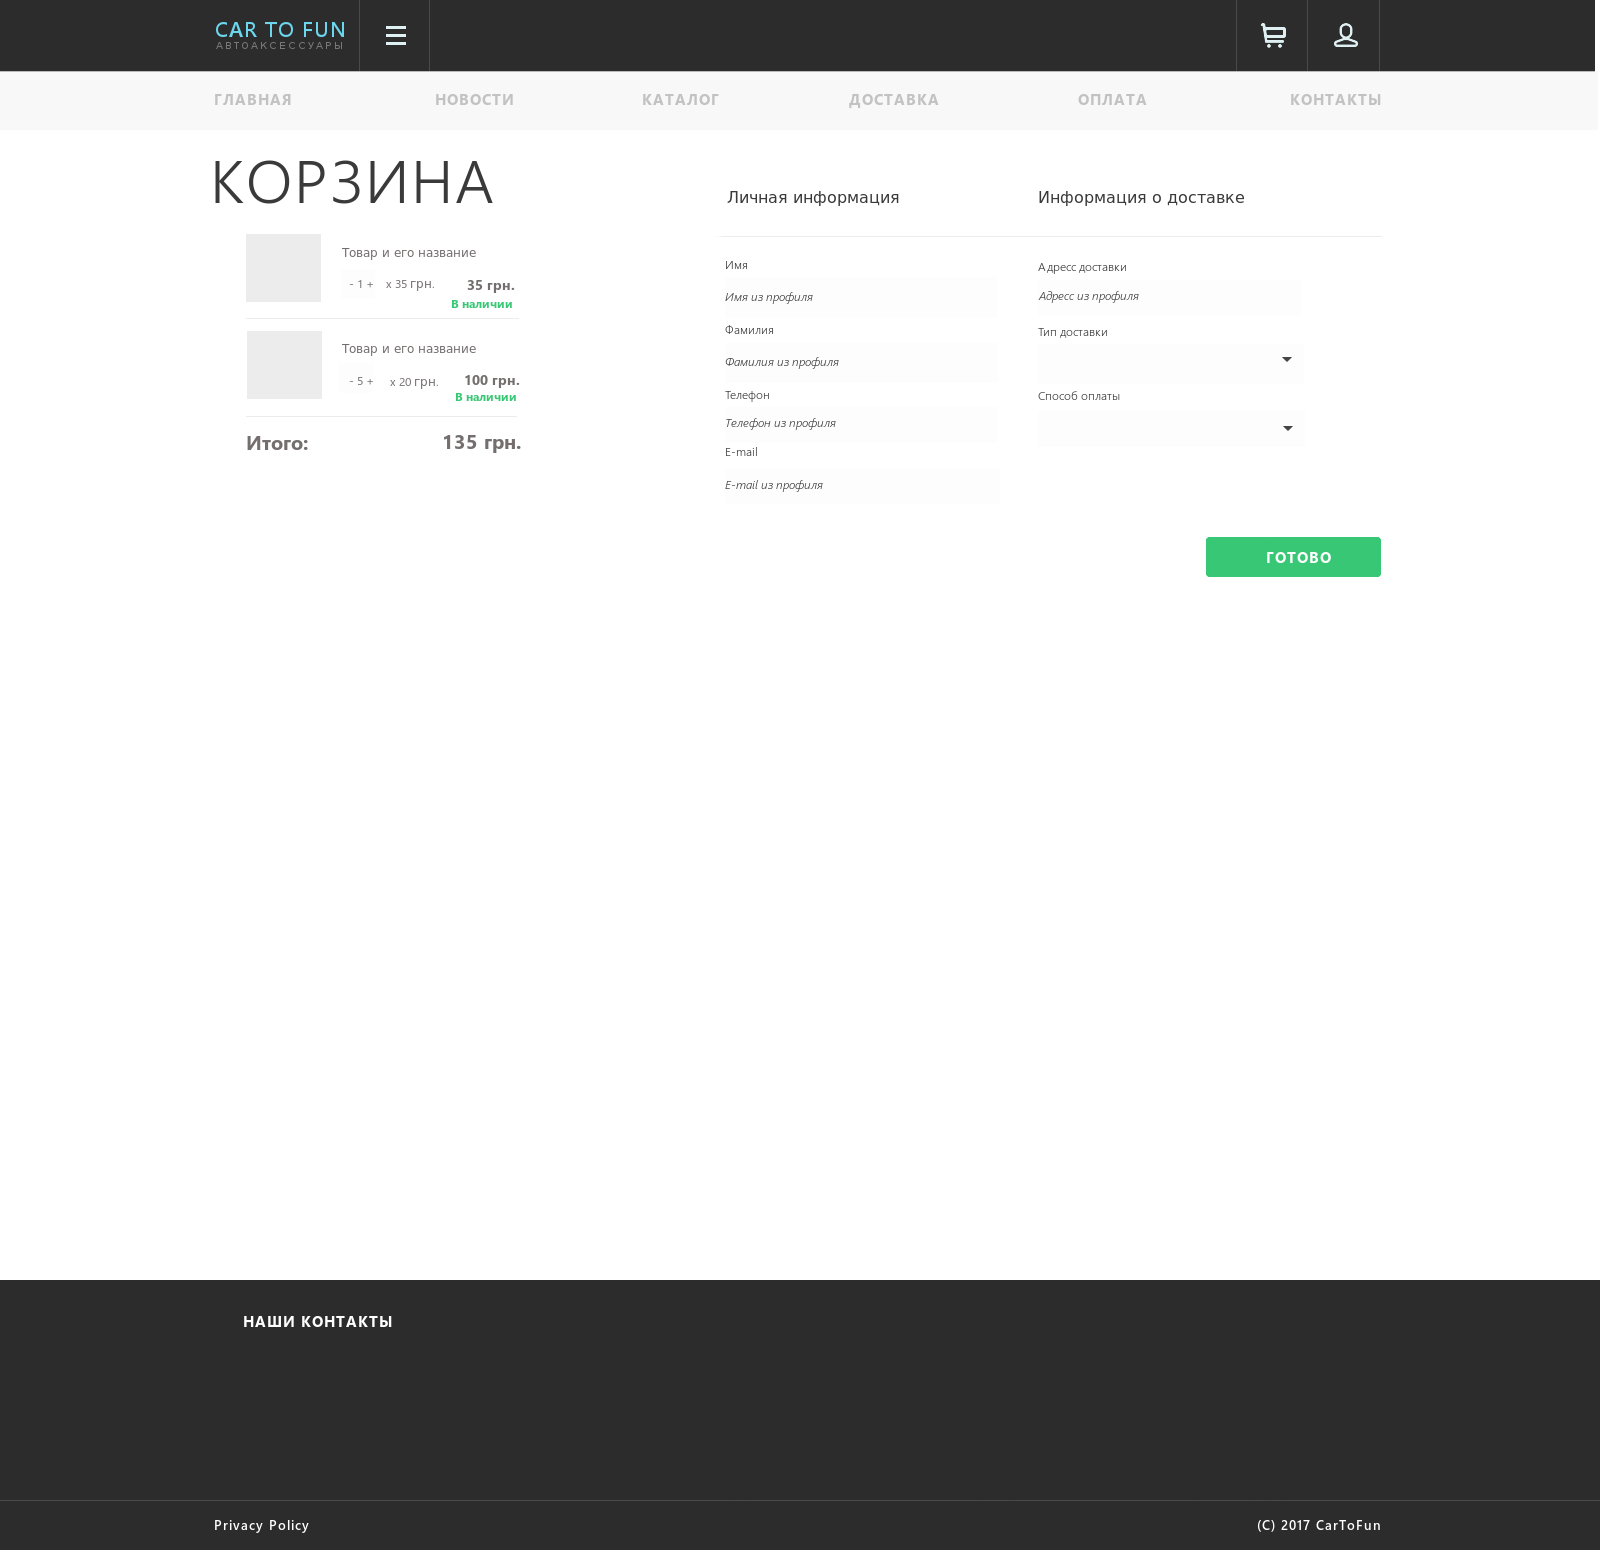 CAR TO FUN
АВТОАКСЕССУАРЫ
ГЛАВНАЯ НОВОСТИ КАТАЛОГ ДОСТАВКА ОПЛАТА КОНТАКТЫ
КОРЗИНА
Товар и его название
- 1 + x 35 грн. 35 грн.
В наличии
Товар и его название
- 5 + x 20 грн. 100 грн.
В наличии
Итого: 135 грн.
Личная информация
Имя
Имя из профиля
Фамилия
Фамилия из профиля
Телефон
Телефон из профиля
E-mail
E-mail из профиля
Информация о доставке
Адресс доставки
Адресс из профиля
Тип доставки
Способ оплаты
ГОТОВО
НАШИ КОНТАКТЫ
Privacy Policy (C) 2017 CarToFun